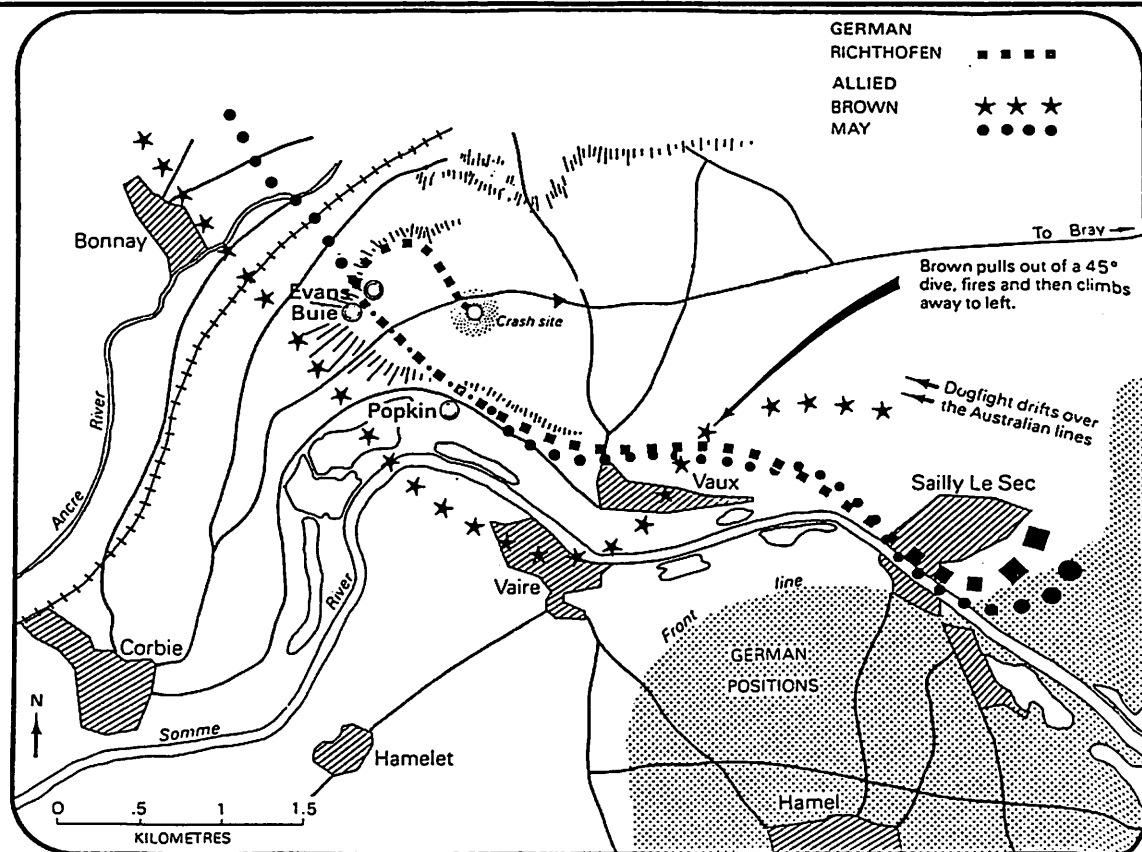 GERMAN
RICHTHOFEN
ALLIED
BROWN
MAY
Bonnay
To Bray
Brown pulls out of a 45°
dive, fires and then climbs
away to left.
Evans
Buie
Crash site
Popkin
Dogfight drifts over
the Australian lines
River
Ancre
Vaux
Sailly Le Sec
Vaire
River
line
Front
Corbie
GERMAN
POSITIONS
N
Somme
Hamelet
Hamel
0 .5 1 1.5
KILOMETRES